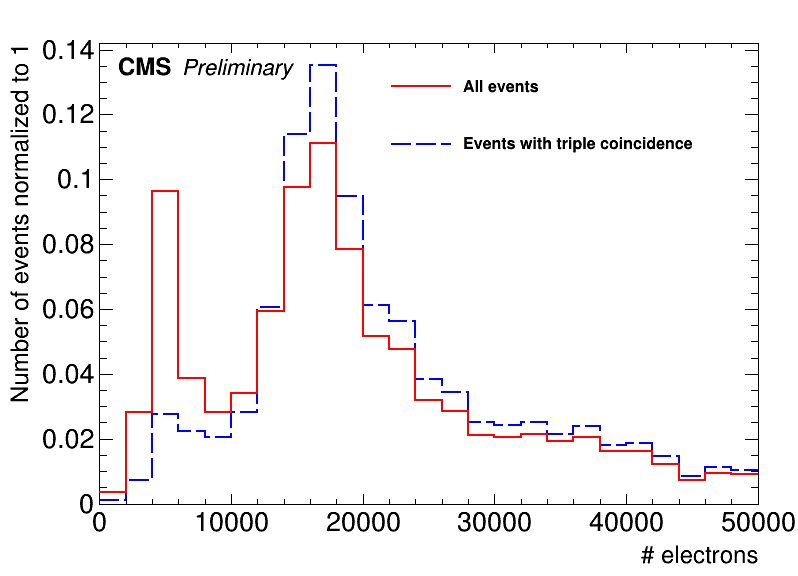 CMS Preliminary
All events
Events with triple coincidence
Number of events normalized to 1
0.14
0.12
0.1
0.08
0.06
0.04
0.02
0
0 10000 20000 30000 40000 50000
# electrons